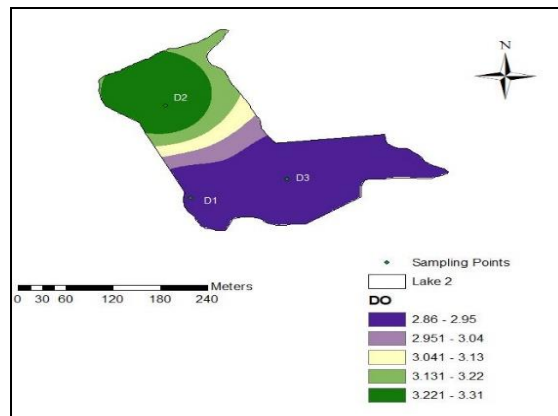 N
D2
D3
D1
Sampling Points
Lake 2
DO
Meters
0 30 60 120 180 240
2.86 - 2.95
2.951 - 3.04
3.041 - 3.13
3.131 - 3.22
3.221 - 3.31